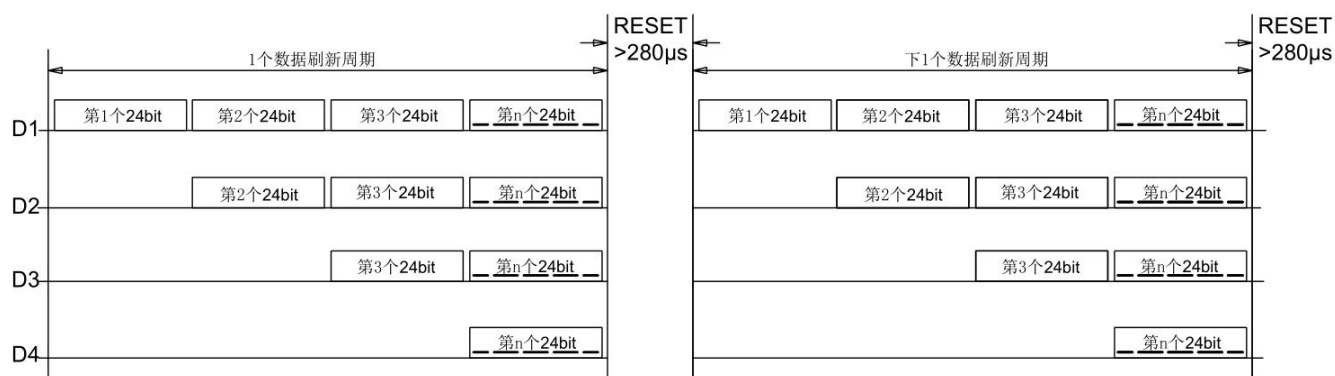 RESET
>280μs
RESET
>280μs
1个数据刷新周期
下1个数据刷新周期
D1
第1个24bit
第2个24bit
第3个24bit
第n个24bit
第1个24bit
第2个24bit
第3个24bit
第n个24bit
D2
第2个24bit
第3个24bit
第n个24bit
第2个24bit
第3个24bit
第n个24bit
D3
第3个24bit
第n个24bit
第3个24bit
第n个24bit
D4
第n个24bit
第n个24bit